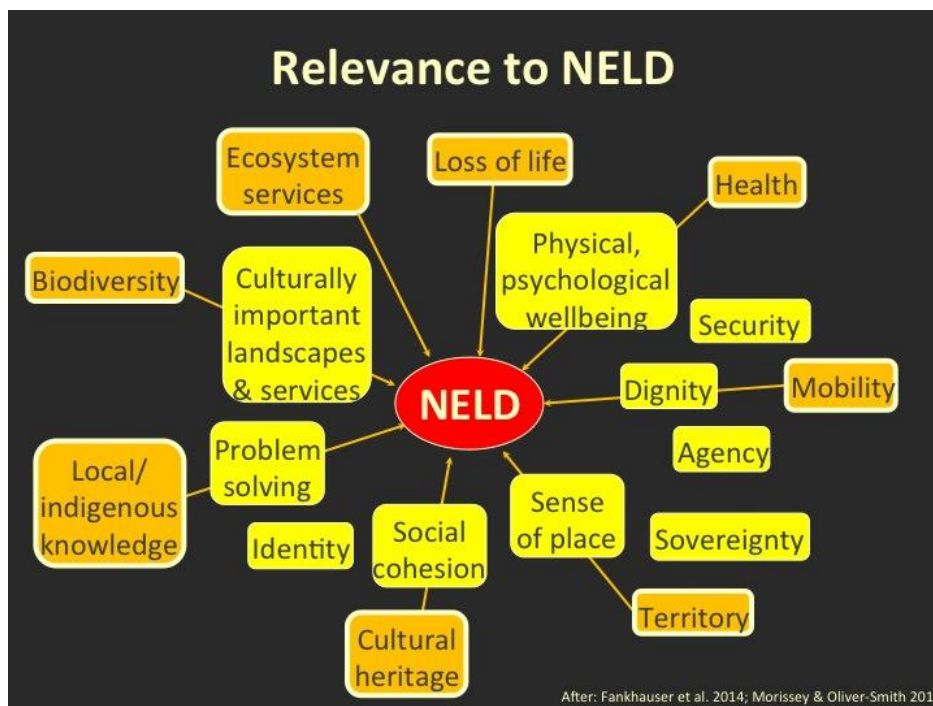 Relevance to NELD
Ecosystem
services
Loss of life
Health
Physical,
psychological
wellbeing
Biodiversity
Culturally
important
landscapes
& services
Security
NELD
Dignity
Mobility
Problem
solving
Agency
Local/
indigenous
knowledge
Identity
Social
cohesion
Sense
of place
Sovereignty
Territory
Cultural
heritage
After: Fankhauser et al. 2014; Morissey & Oliver-Smith 201